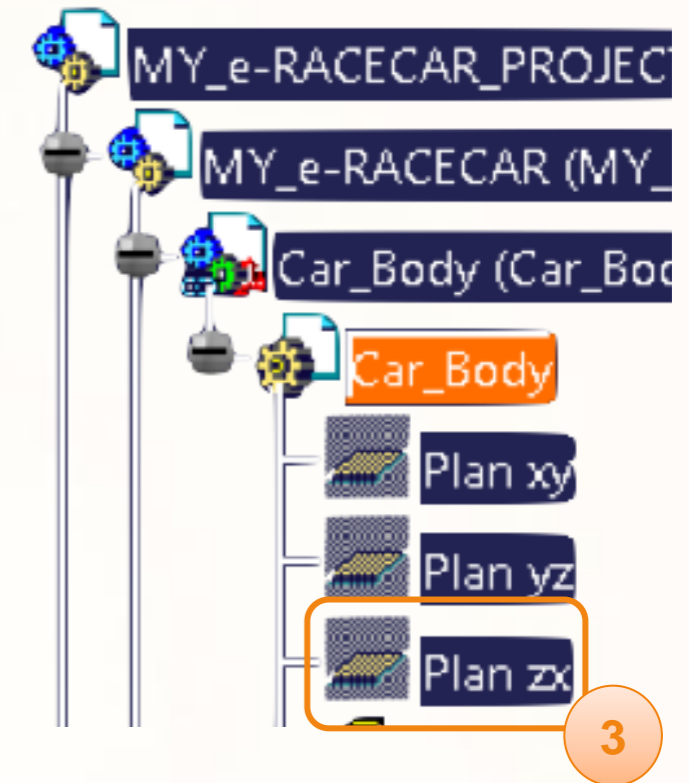 MY_e-RACECAR_PROJECT
MY_e-RACECAR (MY_
Car_Body (Car_Bod
Car_Body
Plan xy
Plan yz
Plan zx
3